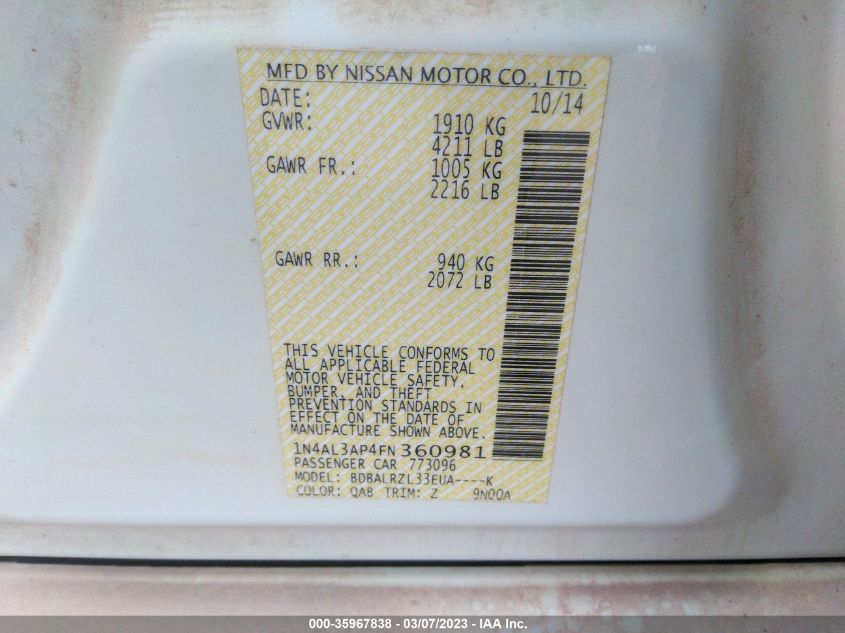 MFD BY NISSAN MOTOR CO., LTD.
DATE: 10/14
GVWR: 1910 KG
4211 LB
GAWR FR.: 1005 KG
2216 LB
GAWR RR.: 940 KG
2072 LB
THIS VEHICLE CONFORMS TO
ALL APPLICABLE FEDERAL
MOTOR VEHICLE SAFETY,
BUMPER, AND THEFT
PREVENTION STANDARDS IN
EFFECT ON THE DATE OF
MANUFACTURE SHOWN ABOVE.
1N4AL3AP4FN360981
PASSENGER CAR 773096
MODEL: BDBALRZL33EUA----K
COLOR: QAB TRIM: Z 9N00A
000-35967838 - 03/07/2023 - IAA Inc.